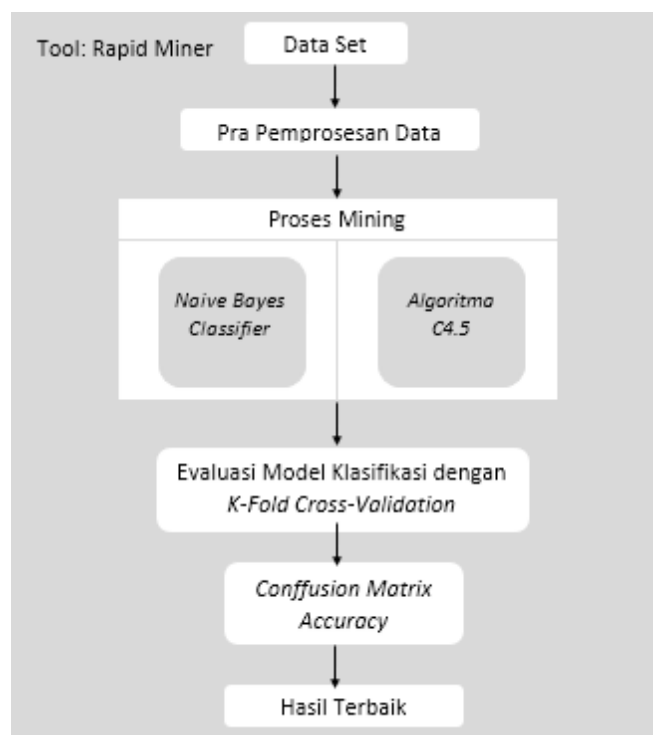 Tool: Rapid Miner
Data Set
Pra Pemprosesan Data
Proses Mining
Naive Bayes
Classifier
Algoritma
C4.5
Evaluasi Model Klasifikasi dengan
K-Fold Cross-Validation
Conffusion Matrix
Accuracy
Hasil Terbaik